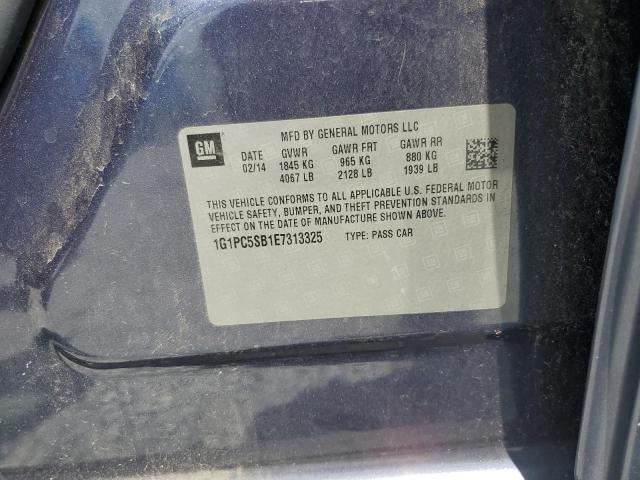 MFD BY GENERAL MOTORS LLC
GM
DATE GVWR GAWR FRT GAWR RR
02/14 1845 KG 965 KG 880 KG
4067 LB 2128 LB 1939 LB
THIS VEHICLE CONFORMS TO ALL APPLICABLE U.S. FEDERAL MOTOR
VEHICLE SAFETY, BUMPER, AND THEFT PREVENTION STANDARDS IN
EFFECT ON THE DATE OF MANUFACTURE SHOWN ABOVE.
1G1PC5SB1E7313325 TYPE: PASS CAR